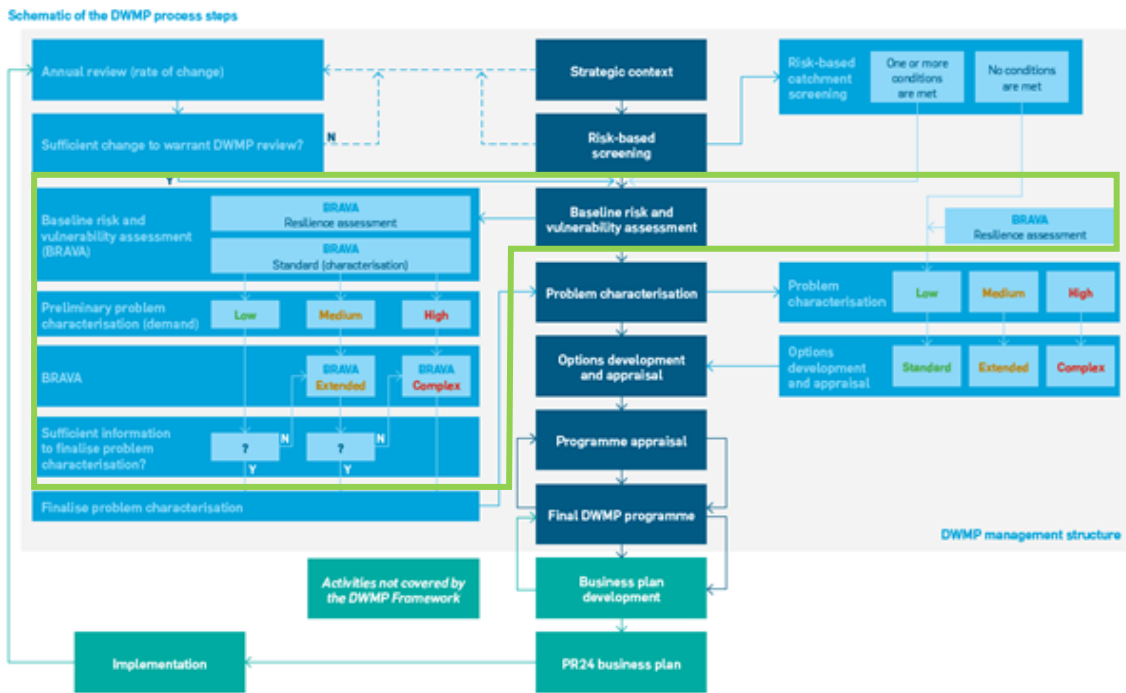 Schematic of the DWMP process steps
Annual review (rate of change)
Strategic context
Risk-based
catchment
screening
One or more
conditions
are met
No conditions
are met
Sufficient change to warrant DWMP review?
N
Risk-based
screening
Y
Baseline risk and
vulnerability assessment
(BRAVA)
BRAVA
Resilience assessment
BRAVA
Standard (characterisation)
Baseline risk and
vulnerability assessment
BRAVA
Resilience assessment
Preliminary problem
characterisation (demand)
Low
Medium
High
Problem characterisation
Problem
characterisation
Low
Medium
High
BRAVA
BRAVA
Extended
BRAVA
Complex
Options development
and appraisal
Options
development
and appraisal
Standard
Extended
Complex
Sufficient information
to finalise problem
characterisation?
?
N
?
N
Y
Y
Programme appraisal
Finalise problem characterisation
Final DWMP programme
DWMP management structure
Activities not covered by
the DWMP Framework
Business plan
development
Implementation
PR24 business plan